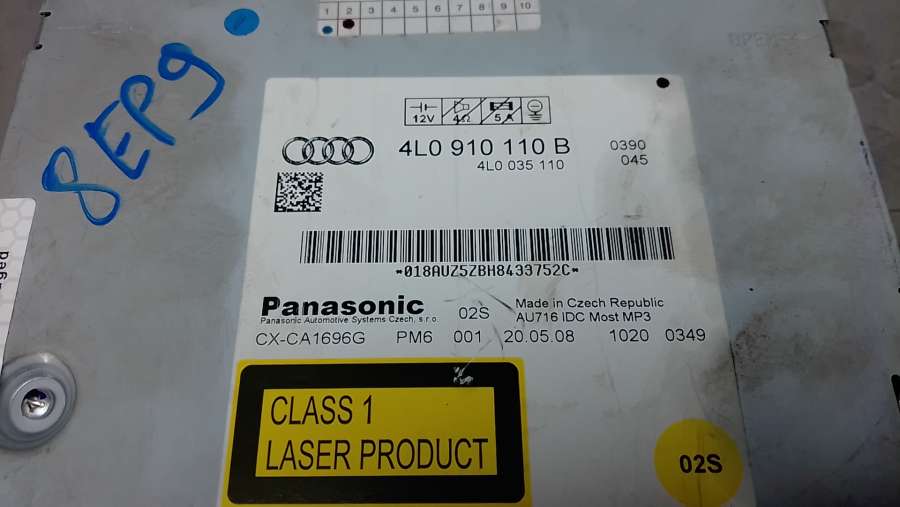 1 2 3 4 5 6 7 8 9 10
8EP9
12V 4Ω 5A
4L0 910 110 B 0390
4L0 035 110 045
*018AUZ5ZBH8433752C*
Panasonic
Panasonic Automotive Systems Czech, s.r.o.
02S
Made in Czech Republic
AU716 IDC Most MP3
CX-CA1696G PM6 001 20.05.08 1020 0349
CLASS 1
LASER PRODUCT
02S